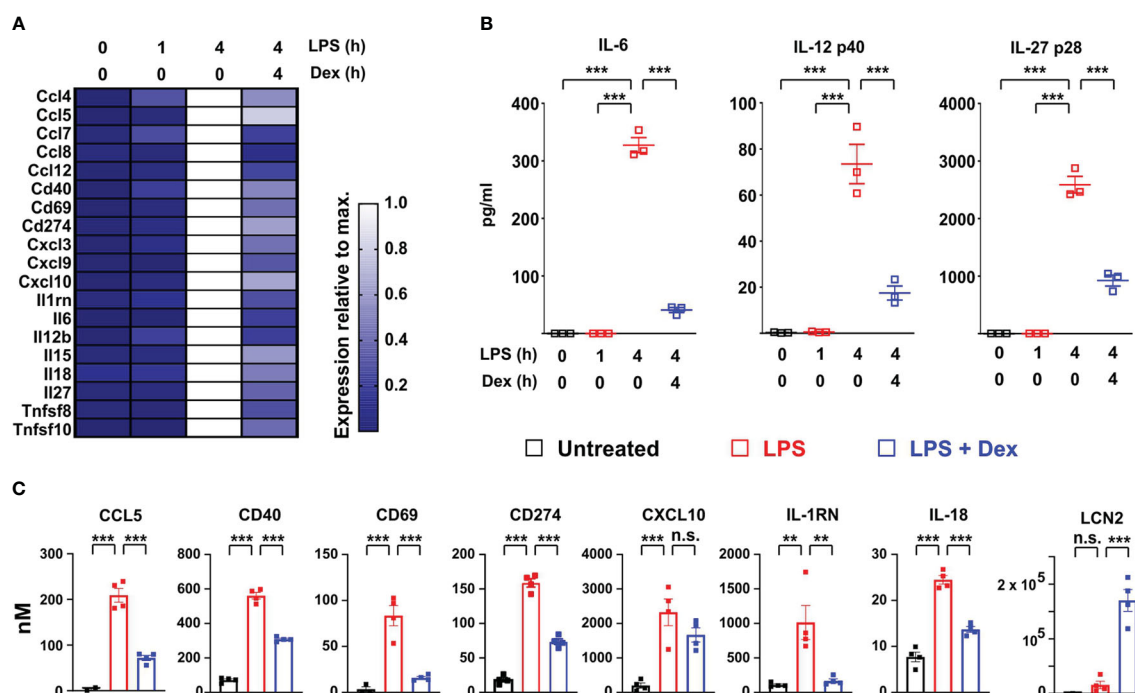 A
0 1 4 4 LPS (h)
0 0 0 4 Dex (h)
Ccl4
Ccl5
Ccl7
Ccl8
Ccl12
Cd40
Cd69
Cd274
Cxcl3
Cxcl9
Cxcl10
Il1rn
Il6
Il12b
Il15
Il18
Il27
Tnfsf8
Tnfsf10
Expression relative to max.
1.0
0.8
0.6
0.4
0.2
B
IL-6 IL-12 p40 IL-27 p28
*** *** *** *** *** ***
*** *** ***
pg/ml
400
300
200
100
0
100
80
60
40
20
0
4000
3000
2000
1000
0
LPS (h) 0 1 4 4 0 1 4 4 0 1 4 4
Dex (h) 0 0 0 4 0 0 0 4 0 0 0 4
Untreated LPS LPS + Dex
C
CCL5 CD40 CD69 CD274 CXCL10 IL-1RN IL-18 LCN2
*** *** *** *** *** *** *** *** *** n.s. ** ** *** *** n.s. ***
nM
300
200
100
0
800
600
400
200
0
150
100
50
0
200
150
100
50
0
4000
3000
2000
1000
0
2000
1500
1000
500
0
30
20
10
0
2 x 10⁵
10⁵
0